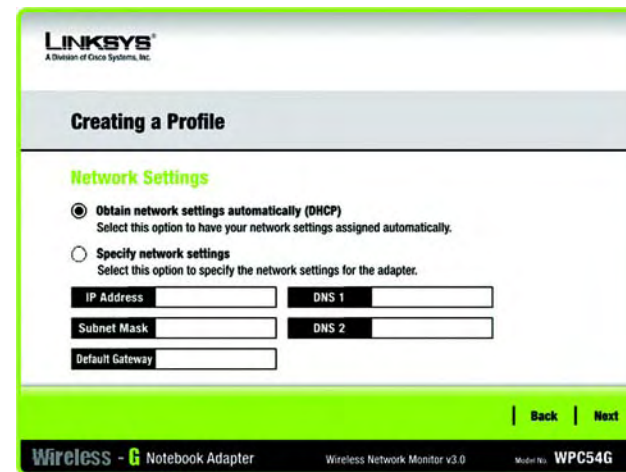 LINKSYS®
A Division of Cisco Systems, Inc.
Creating a Profile
Network Settings
Obtain network settings automatically (DHCP)
Select this option to have your network settings assigned automatically.
Specify network settings
Select this option to specify the network settings for the adapter.
IP Address DNS 1
Subnet Mask DNS 2
Default Gateway
Back Next
Wireless - G Notebook Adapter Wireless Network Monitor v3.0 Model No. WPC54G